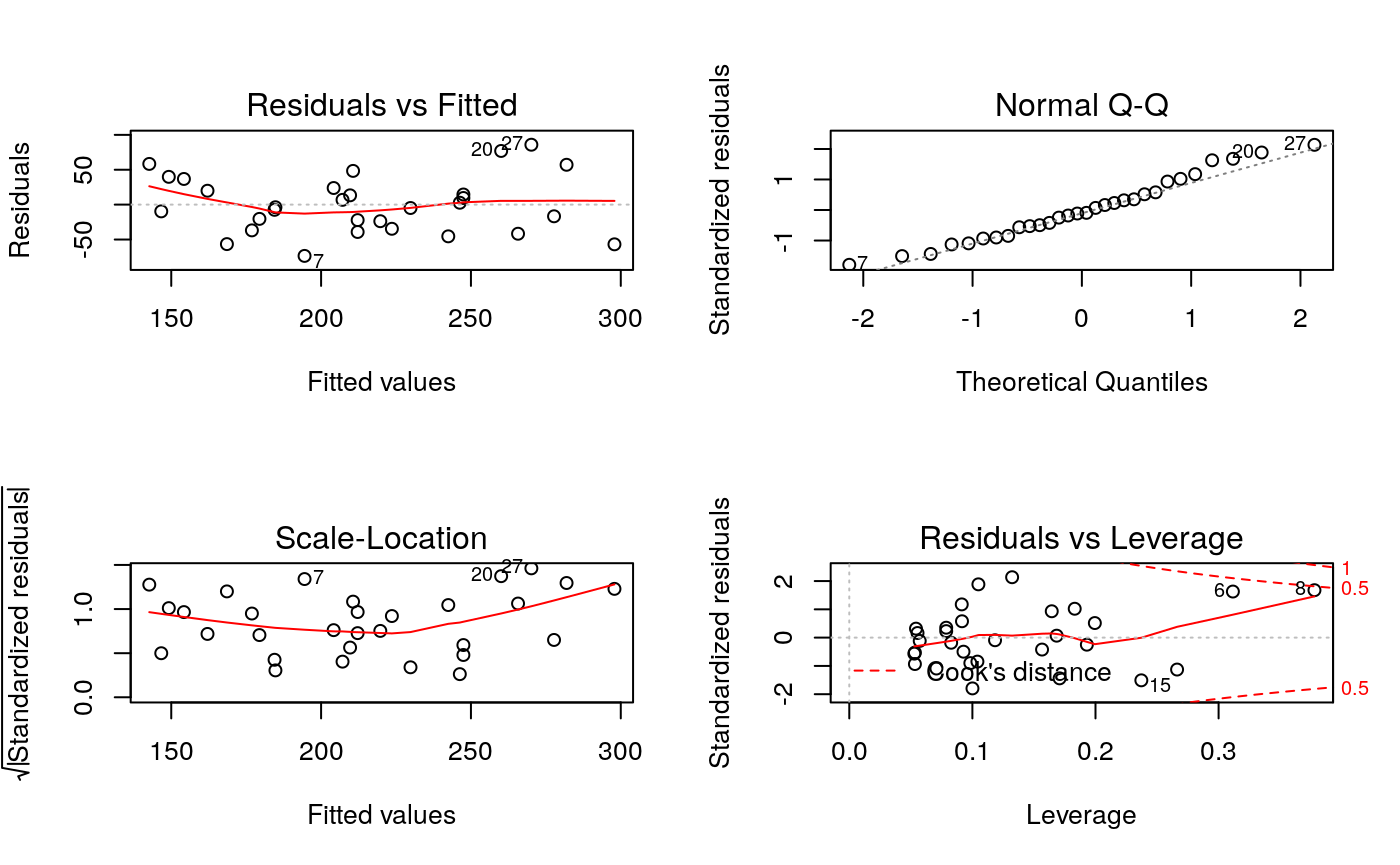 Residuals vs Fitted
Residuals
50
-50
20
27
7
150 200 250 300
Fitted values
Normal Q-Q
Standardized residuals
1
-1
7
20
27
-2 -1 0 1 2
Theoretical Quantiles
Scale-Location
√|Standardized residuals|
1.0
0.0
7
20
27
150 200 250 300
Fitted values
Residuals vs Leverage
Standardized residuals
2
0
-2
6
8
15
1
0.5
0.5
Cook's distance
0.0 0.1 0.2 0.3
Leverage